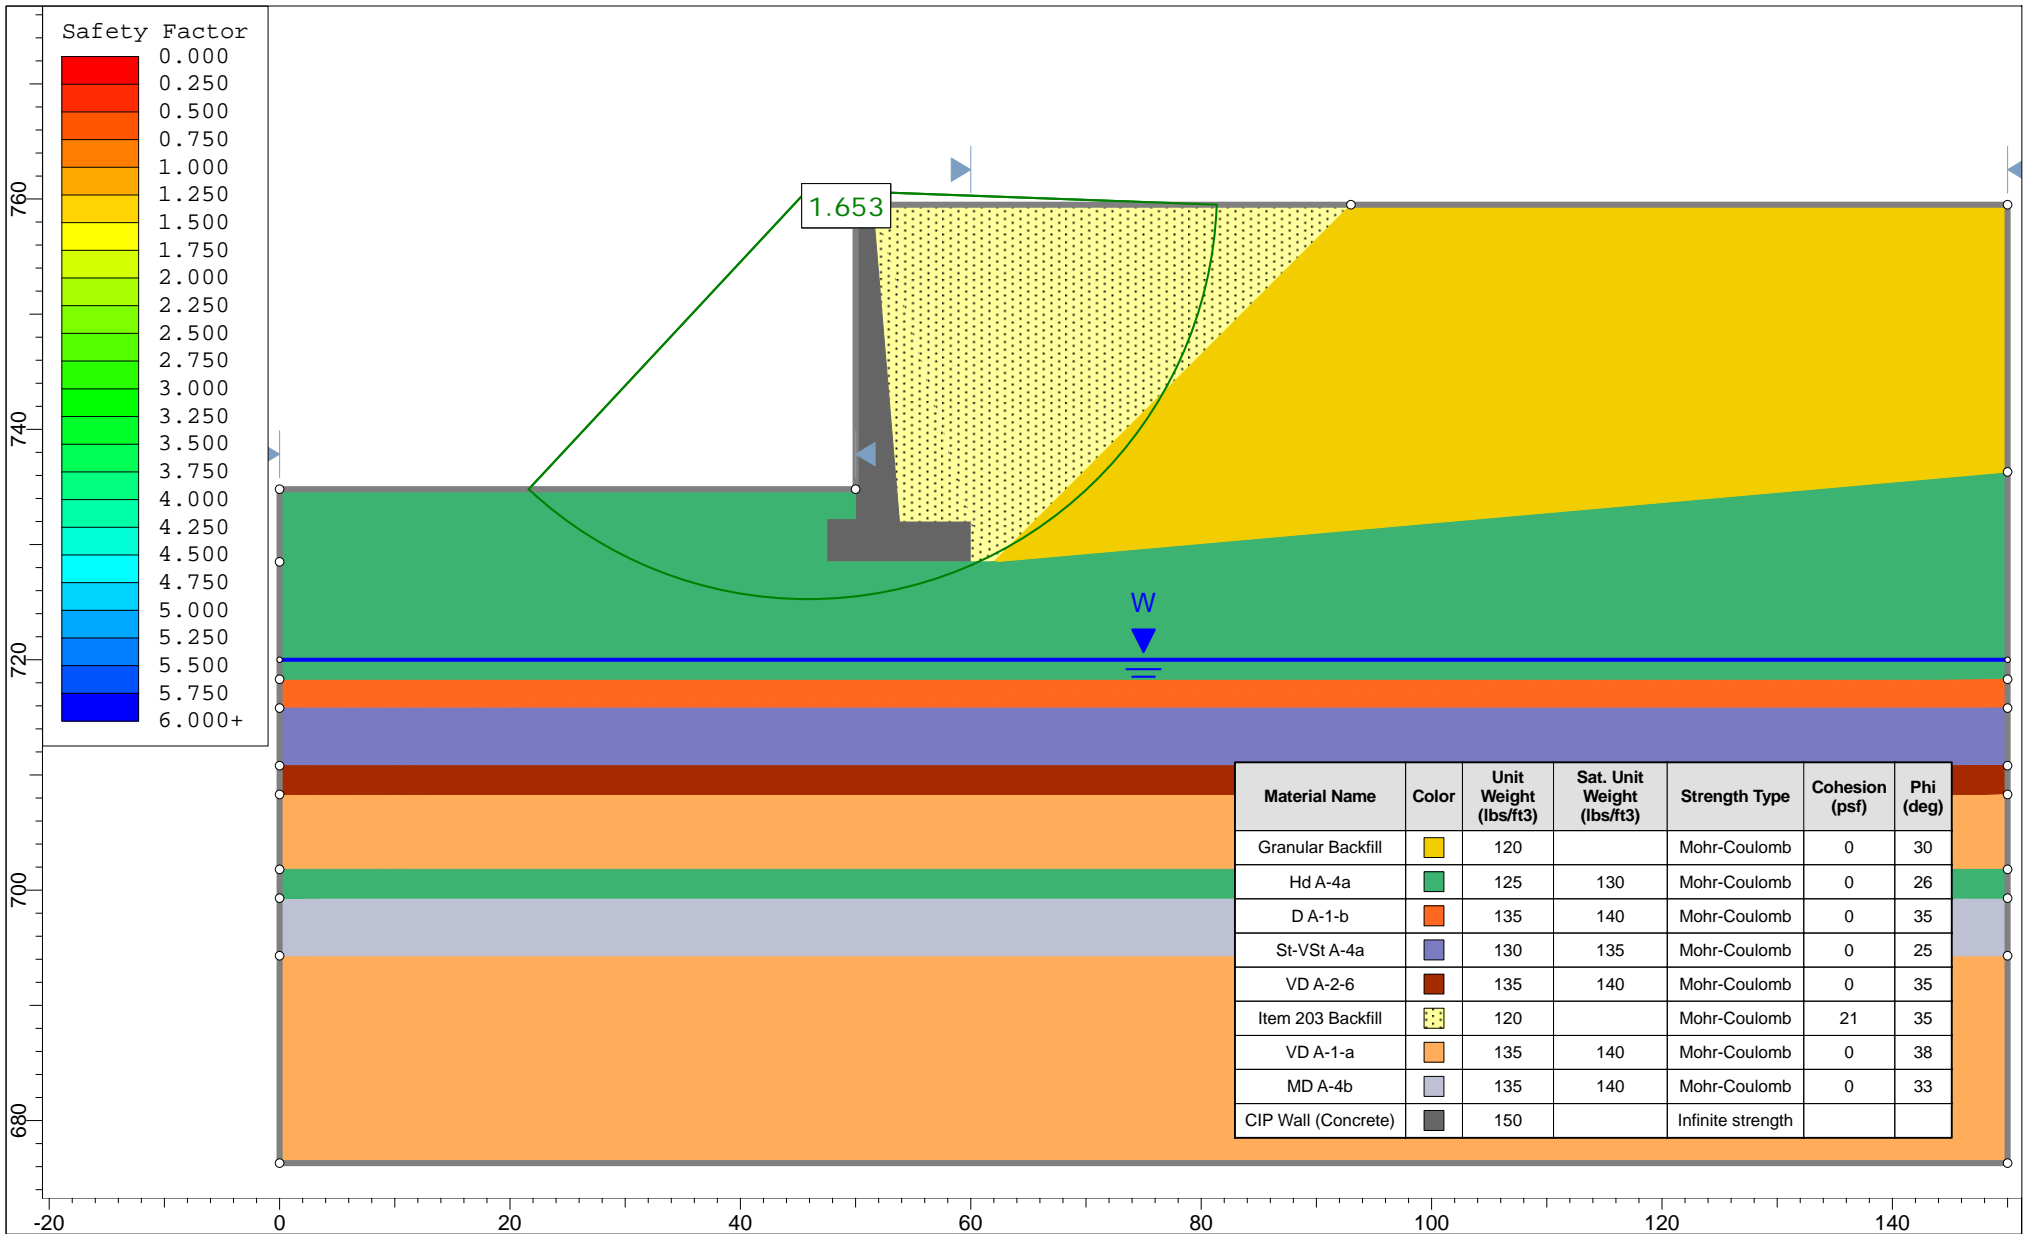 Safety Factor
0.000
0.250
0.500
0.750
1.000
1.250
1.500
1.750
2.000
2.250
2.500
2.750
3.000
3.250
3.500
3.750
4.000
4.250
4.500
4.750
5.000
5.250
5.500
5.750
6.000+
1.653
W
Material Name Color Unit Weight (lbs/ft3) Sat. Unit Weight (lbs/ft3) Strength Type Cohesion (psf) Phi (deg)
Granular Backfill 120 Mohr-Coulomb 0 30
Hd A-4a 125 130 Mohr-Coulomb 0 26
D A-1-b 135 140 Mohr-Coulomb 0 35
St-VSt A-4a 130 135 Mohr-Coulomb 0 25
VD A-2-6 135 140 Mohr-Coulomb 0 35
Item 203 Backfill 120 Mohr-Coulomb 21 35
VD A-1-a 135 140 Mohr-Coulomb 0 38
MD A-4b 135 140 Mohr-Coulomb 0 33
CIP Wall (Concrete) 150 Infinite strength
760
740
720
700
680
-20 0 20 40 60 80 100 120 140